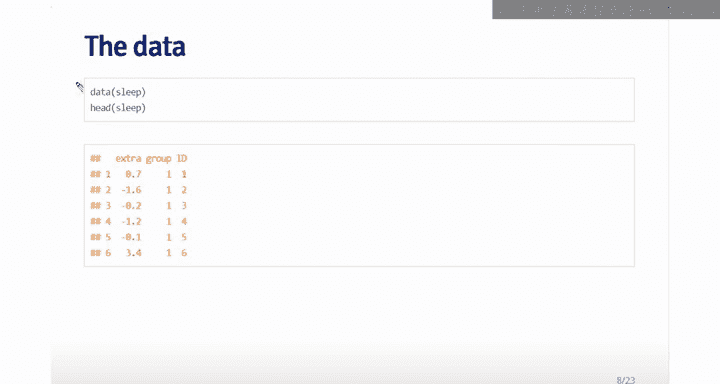 The data
data(sleep)
head(sleep)
## extra group ID
## 1 0.7 1 1
## 2 -1.6 1 2
## 3 -0.2 1 3
## 4 -1.2 1 4
## 5 -0.1 1 5
## 6 3.4 1 6
8/23